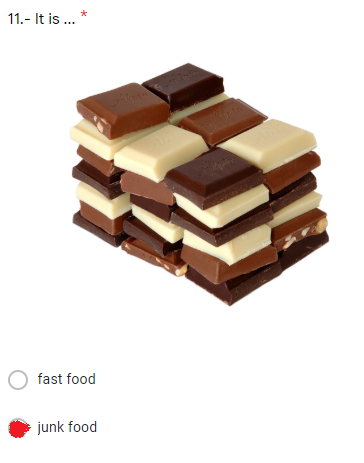 11.- It is ... *
fast food
junk food